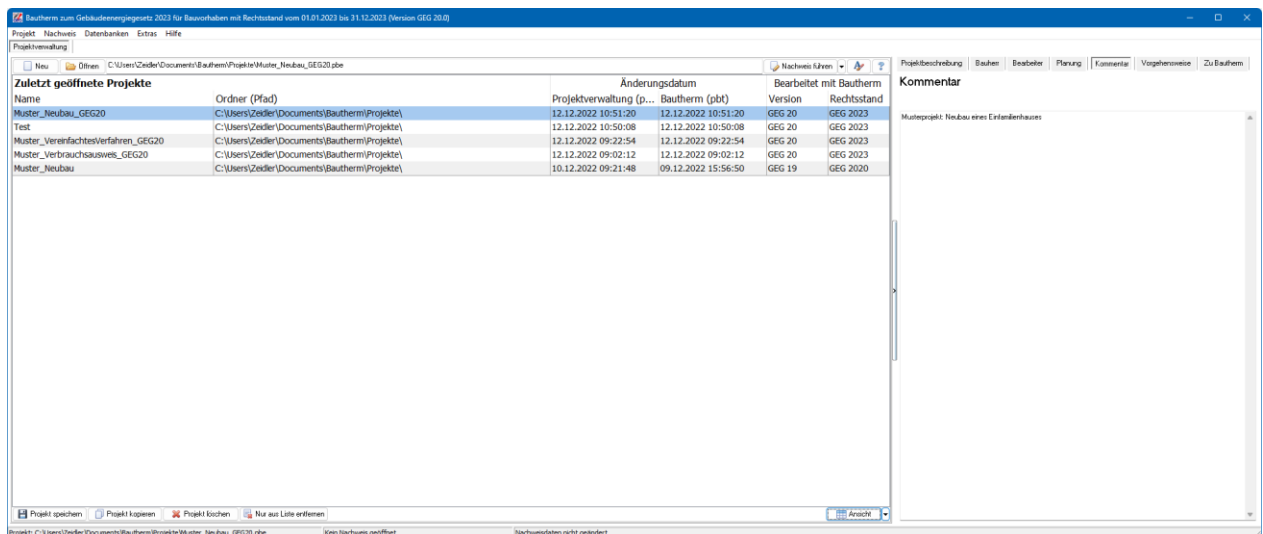 Bautherm zum Gebäudeenergiegesetz 2023 für Bauvorhaben mit Rechtsstand vom 01.01.2023 bis 31.12.2023 (Version GEG 20.0)
Projekt Nachweis Datenbanken Extras Hilfe
Projektverwaltung
Neu Öffnen C:\Users\Zeidler\Documents\Bautherm\Projekte\Muster_Neubau_GEG20.pbe Nachweis führen ?
Projektbeschreibung Bauherr Bearbeiter Planung Kommentar Vorgehensweise Zu Bautherm
Zuletzt geöffnete Projekte Änderungsdatum Bearbeitet mit Bautherm
Name Ordner (Pfad) Projektverwaltung (p... Bautherm (pbt) Version Rechtsstand
Muster_Neubau_GEG20 C:\Users\Zeidler\Documents\Bautherm\Projekte\ 12.12.2022 10:51:20 12.12.2022 10:51:20 GEG 20 GEG 2023
Test C:\Users\Zeidler\Documents\Bautherm\Projekte\ 12.12.2022 10:50:08 12.12.2022 10:50:08 GEG 20 GEG 2023
Muster_VereinfachtesVerfahren_GEG20 C:\Users\Zeidler\Documents\Bautherm\Projekte\ 12.12.2022 09:22:54 12.12.2022 09:22:54 GEG 20 GEG 2023
Muster_Verbrauchsausweis_GEG20 C:\Users\Zeidler\Documents\Bautherm\Projekte\ 12.12.2022 09:02:12 12.12.2022 09:02:12 GEG 20 GEG 2023
Muster_Neubau C:\Users\Zeidler\Documents\Bautherm\Projekte\ 10.12.2022 09:21:48 09.12.2022 15:56:50 GEG 19 GEG 2020
Kommentar
Musterprojekt: Neubau eines Einfamilienhauses
Projekt speichern Projekt kopieren Projekt löschen Nur aus Liste entfernen Ansicht
Projekt: C:\Users\Zeidler\Documents\Bautherm\Projekte\Muster_Neubau_GEG20.pbe Kein Nachweis geöffnet Nachweisdaten nicht geändert